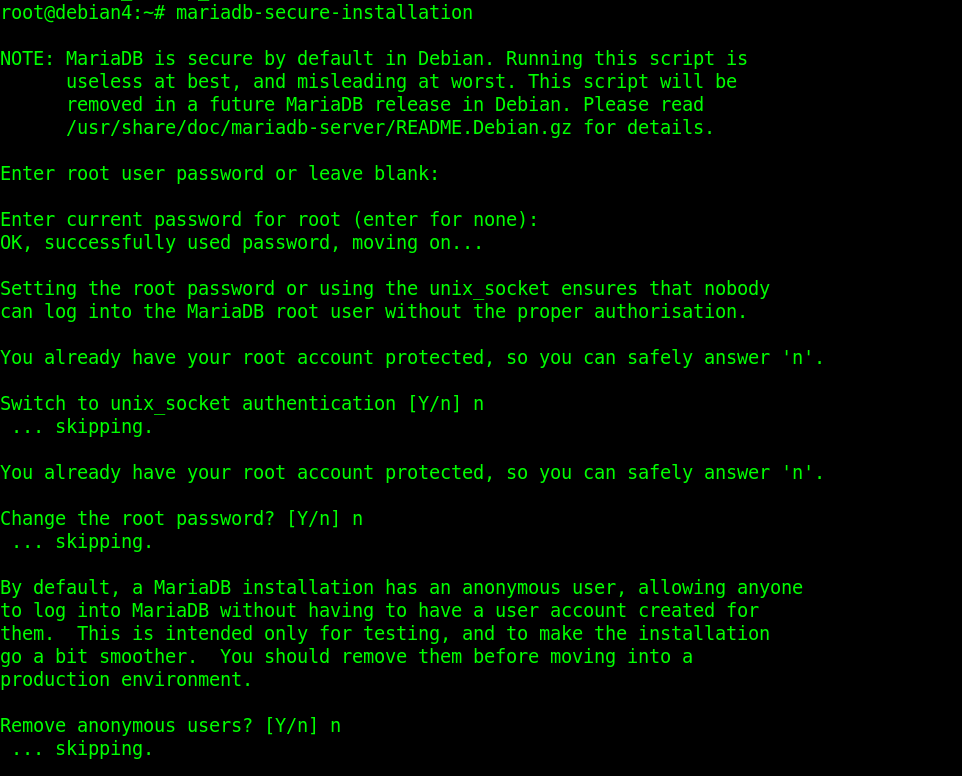 root@debian4:~# mariadb-secure-installation
NOTE: MariaDB is secure by default in Debian. Running this script is
useless at best, and misleading at worst. This script will be
removed in a future MariaDB release in Debian. Please read
/usr/share/doc/mariadb-server/README.Debian.gz for details.
Enter root user password or leave blank:
Enter current password for root (enter for none):
OK, successfully used password, moving on...
Setting the root password or using the unix_socket ensures that nobody
can log into the MariaDB root user without the proper authorisation.
You already have your root account protected, so you can safely answer 'n'.
Switch to unix_socket authentication [Y/n] n
... skipping.
You already have your root account protected, so you can safely answer 'n'.
Change the root password? [Y/n] n
... skipping.
By default, a MariaDB installation has an anonymous user, allowing anyone
to log into MariaDB without having to have a user account created for
them.  This is intended only for testing, and to make the installation
go a bit smoother.  You should remove them before moving into a
production environment.
Remove anonymous users? [Y/n] n
... skipping.